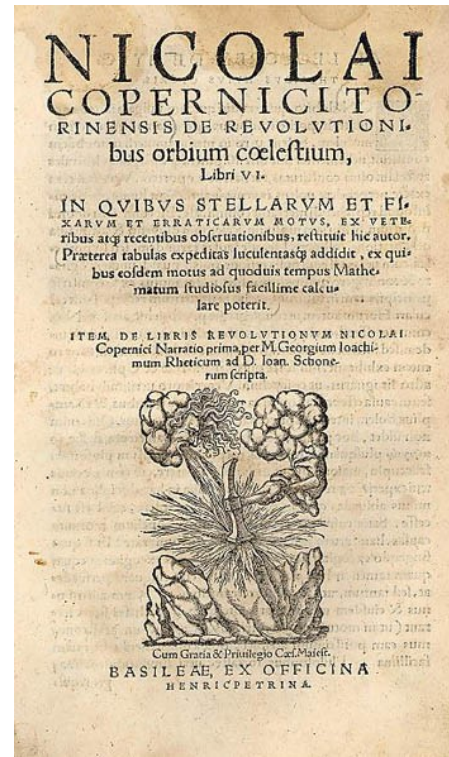 NICOLAI
COPERNICI TO-
RINENSIS DE REVOLVTIONI-
bus orbium cœleſtium,
Libri VI.
IN QVIBVS STELLARVM ET FI-
XARVM ET ERRATICARVM MOTVS, EX VETE-
ribus atq; recentibus obſeruationibus, reſtituit hic autor.
Præterea tabulas expeditas luculentasq; addidit, ex qui-
bus eoſdem motus ad quoduis tempus Mathe-
matum ſtudioſus facillime calcu-
lare poterit.
ITEM, DE LIBRIS REVOLVTIONVM NICOLAI
Copernici Narratio prima, per M. Georgium Ioachi-
mum Rheticum ad D. Ioan. Schone-
rum ſcripta.
Cum Gratia & Priuilegio Cæſ. Maieſt.
BASILEAE, EX OFFICINA
HENRICPETRINA.